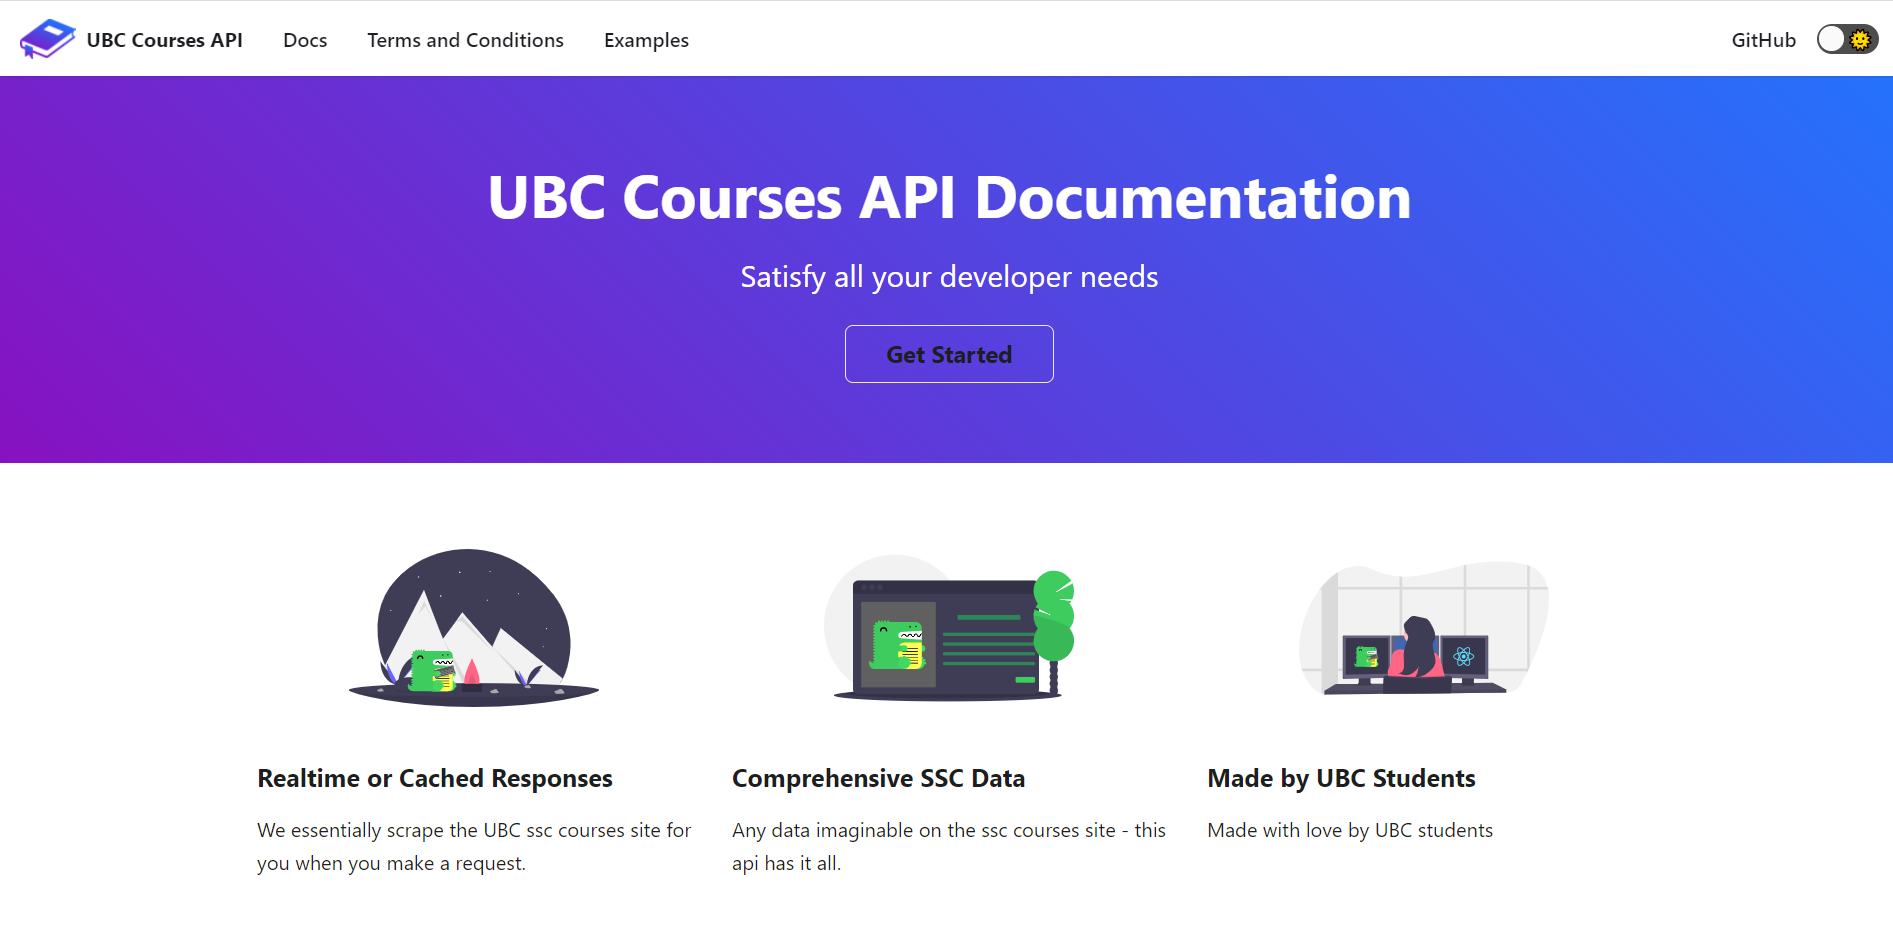 UBC Courses API Docs Terms and Conditions Examples GitHub
UBC Courses API Documentation
Satisfy all your developer needs
Get Started
Realtime or Cached Responses
We essentially scrape the UBC ssc courses site for
you when you make a request.
Comprehensive SSC Data
Any data imaginable on the ssc courses site - this
api has it all.
Made by UBC Students
Made with love by UBC students